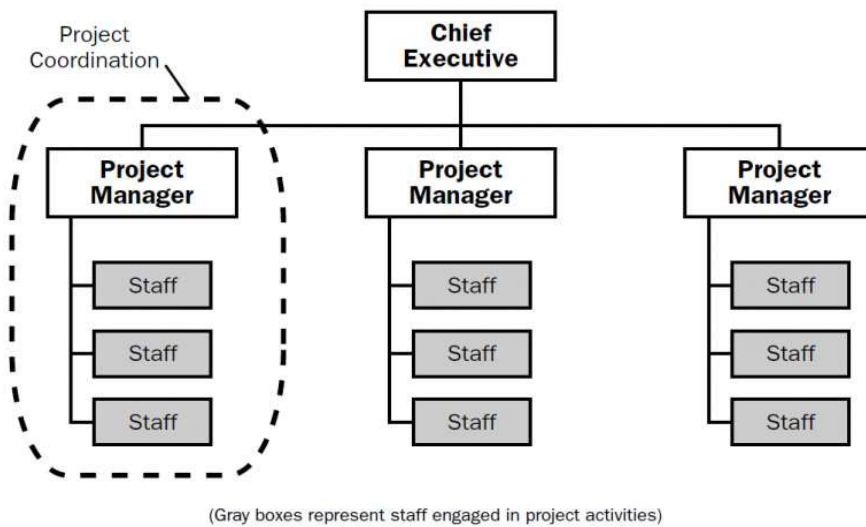 Project
Coordination
Chief
Executive
Project
Manager
Project
Manager
Project
Manager
Staff
Staff
Staff
Staff
Staff
Staff
Staff
Staff
Staff
(Gray boxes represent staff engaged in project activities)